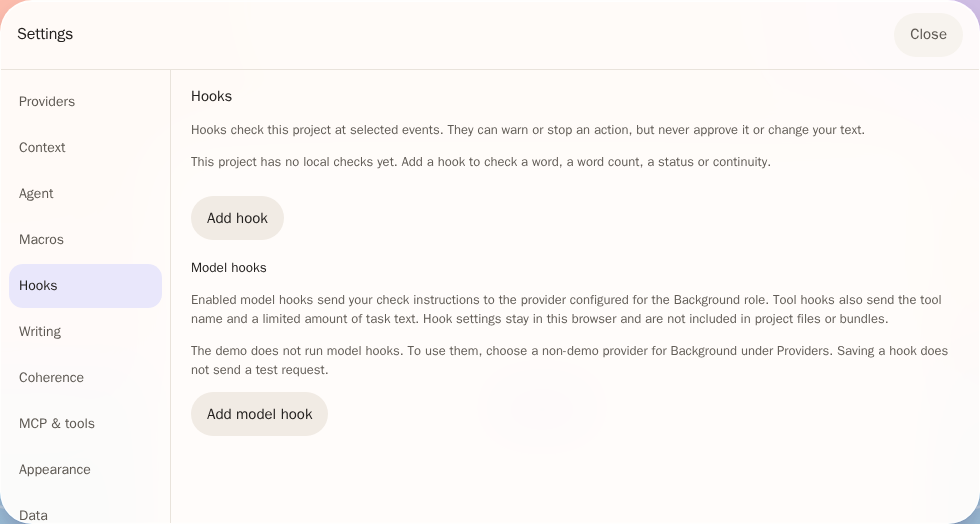 Settings
Close
Providers
Context
Agent
Macros
Hooks
Writing
Coherence
MCP & tools
Appearance
Data
Hooks
Hooks check this project at selected events. They can warn or stop an action, but never approve it or change your text.
This project has no local checks yet. Add a hook to check a word, a word count, a status or continuity.
Add hook
Model hooks
Enabled model hooks send your check instructions to the provider configured for the Background role. Tool hooks also send the tool
name and a limited amount of task text. Hook settings stay in this browser and are not included in project files or bundles.
The demo does not run model hooks. To use them, choose a non-demo provider for Background under Providers. Saving a hook does
not send a test request.
Add model hook